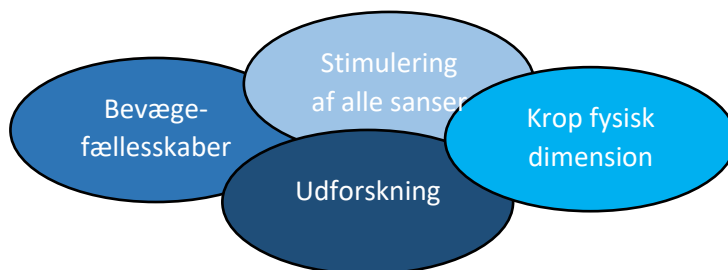 Bevæge-
fællesskaber
Stimulering
af alle sanser
Krop fysisk
dimension
Udforskning